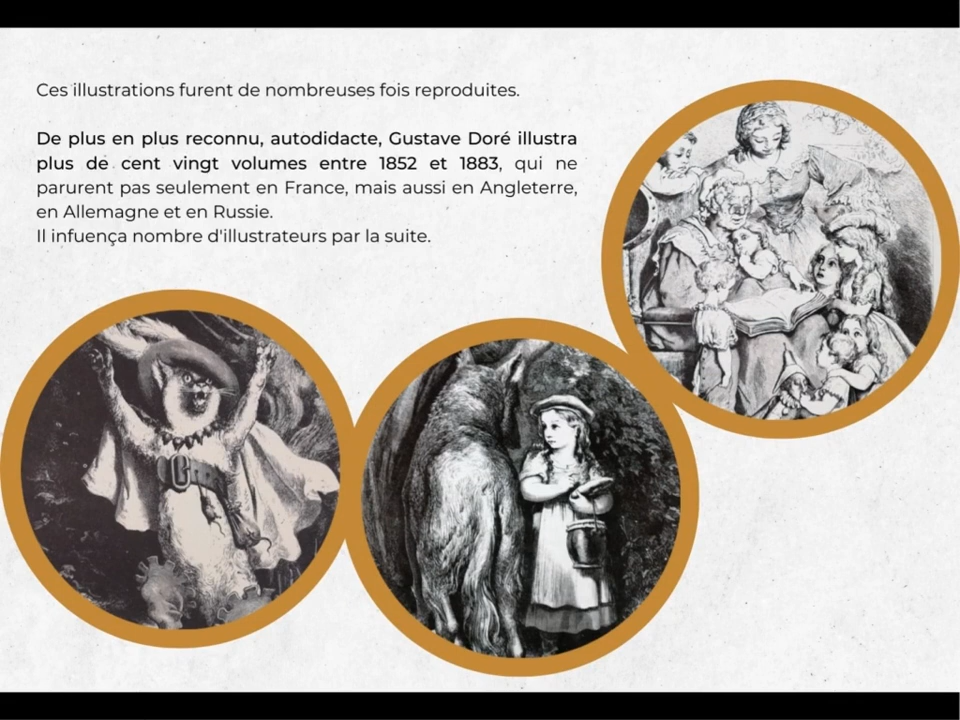 Ces illustrations furent de nombreuses fois reproduites.
De plus en plus reconnu, autodidacte, Gustave Doré illustra
plus de cent vingt volumes entre 1852 et 1883, qui ne
parurent pas seulement en France, mais aussi en Angleterre,
en Allemagne et en Russie.
Il infuença nombre d'illustrateurs par la suite.